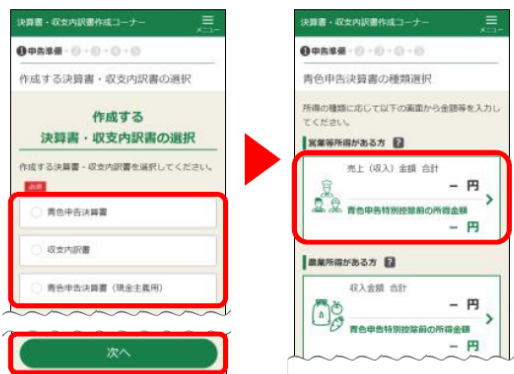 決算書・収支内訳書作成コーナー
メニュー
❶申告準備
作成する決算書・収支内訳書の選択
作成する
決算書・収支内訳書の選択
作成する決算書・収支内訳書を選択してください。
必須
青色申告決算書
収支内訳書
青色申告決算書（現金主義用）
次へ
決算書・収支内訳書作成コーナー
メニュー
❶申告準備
青色申告決算書の種類選択
所得の種類に応じて以下の画面から金額等を入力し
てください。
営業等所得がある方 ?
売上（収入）金額 合計
－ 円
青色申告特別控除前の所得金額
－ 円
農業所得がある方 ?
収入金額 合計
－ 円
青色申告特別控除前の所得金額
－ 円